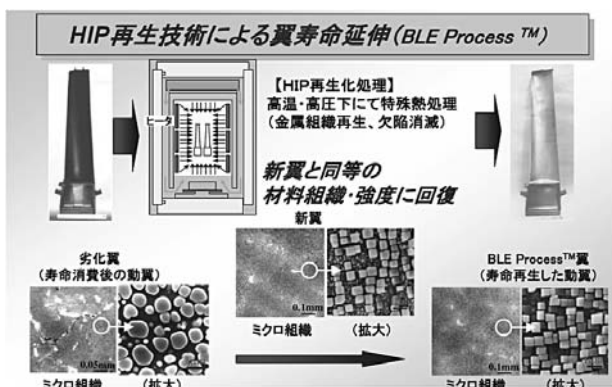 HIP再生技術による翼寿命延伸(BLE Process ™)
【HIP再生化処理】
高温・高圧下にて特殊熱処理
(金属組織再生、欠陥消滅)
ヒータ
新翼と同等の
材料組織・強度に回復
新翼
0.1mm
ミクロ組織 (拡大)
劣化翼
(寿命消費後の動翼)
0.05mm
ミクロ組織 (拡大)
BLE Process™翼
(寿命再生した動翼)
0.1mm
ミクロ組織 (拡大)